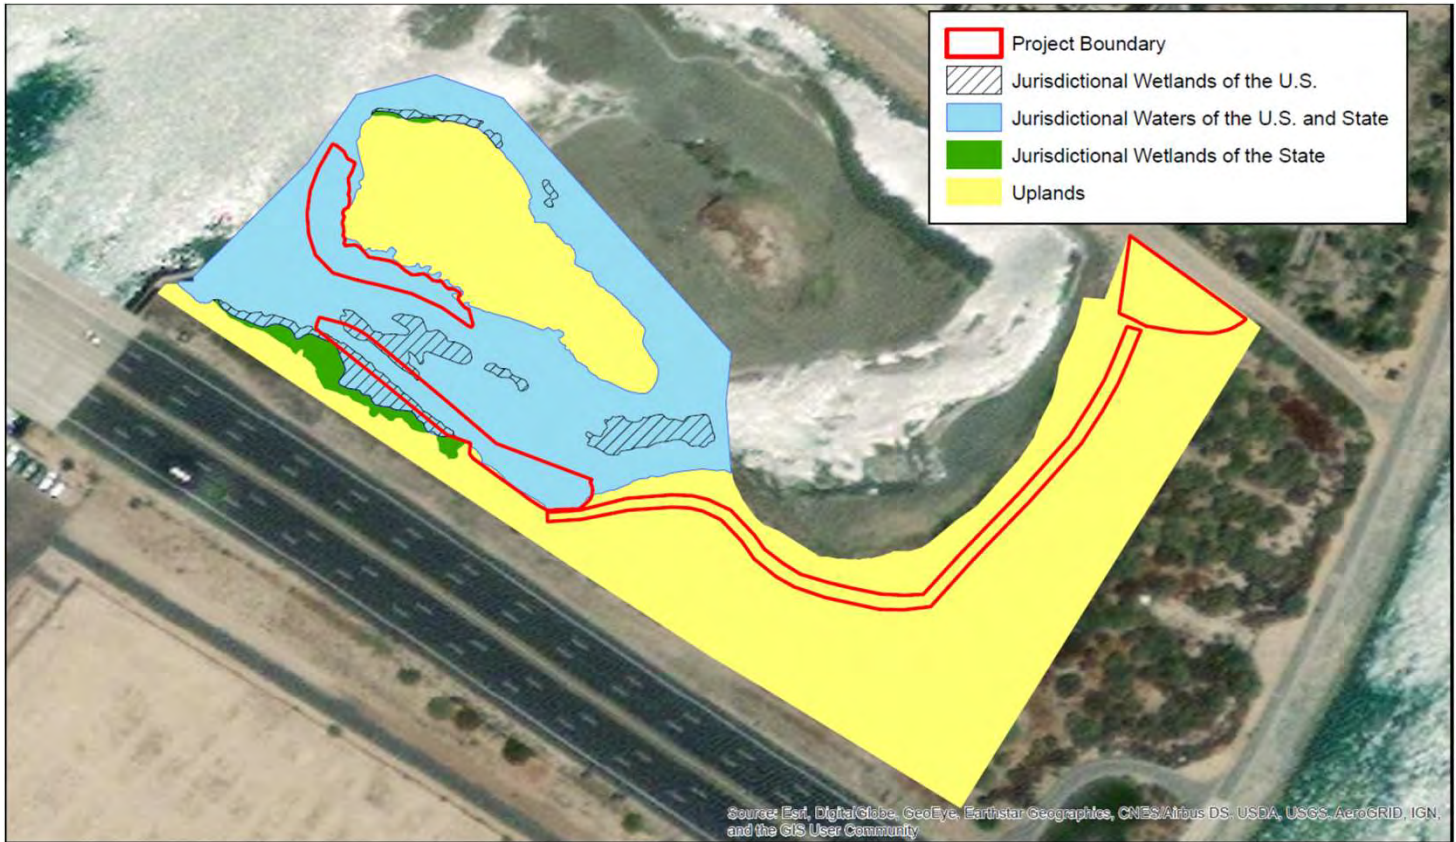 Project Boundary
Jurisdictional Wetlands of the U.S.
Jurisdictional Waters of the U.S. and State
Jurisdictional Wetlands of the State
Uplands
Source: Esri, DigitalGlobe, GeoEye, Earthstar Geographics, CNES/Airbus DS, USDA, USGS, AeroGRID, IGN,
and the GIS User Community